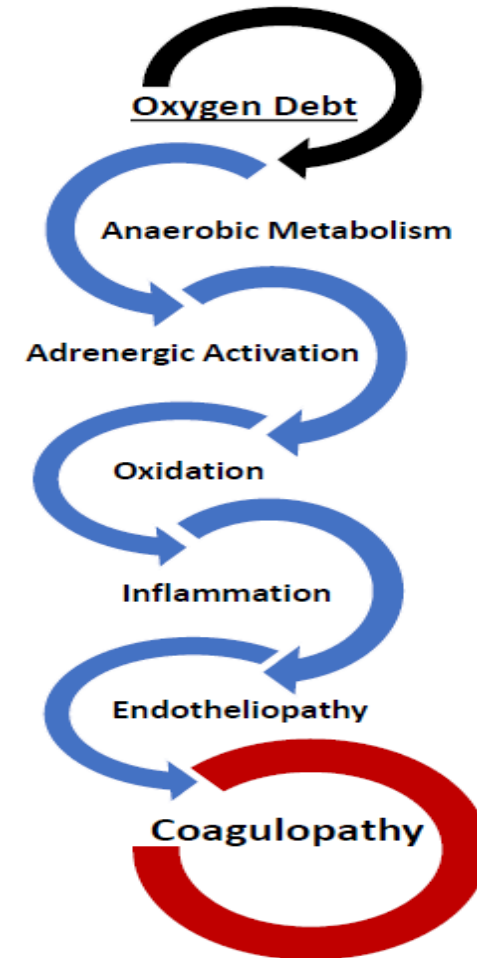 Oxygen Debt
Anaerobic Metabolism
Adrenergic Activation
Oxidation
Inflammation
Endotheliopathy
Coagulopathy